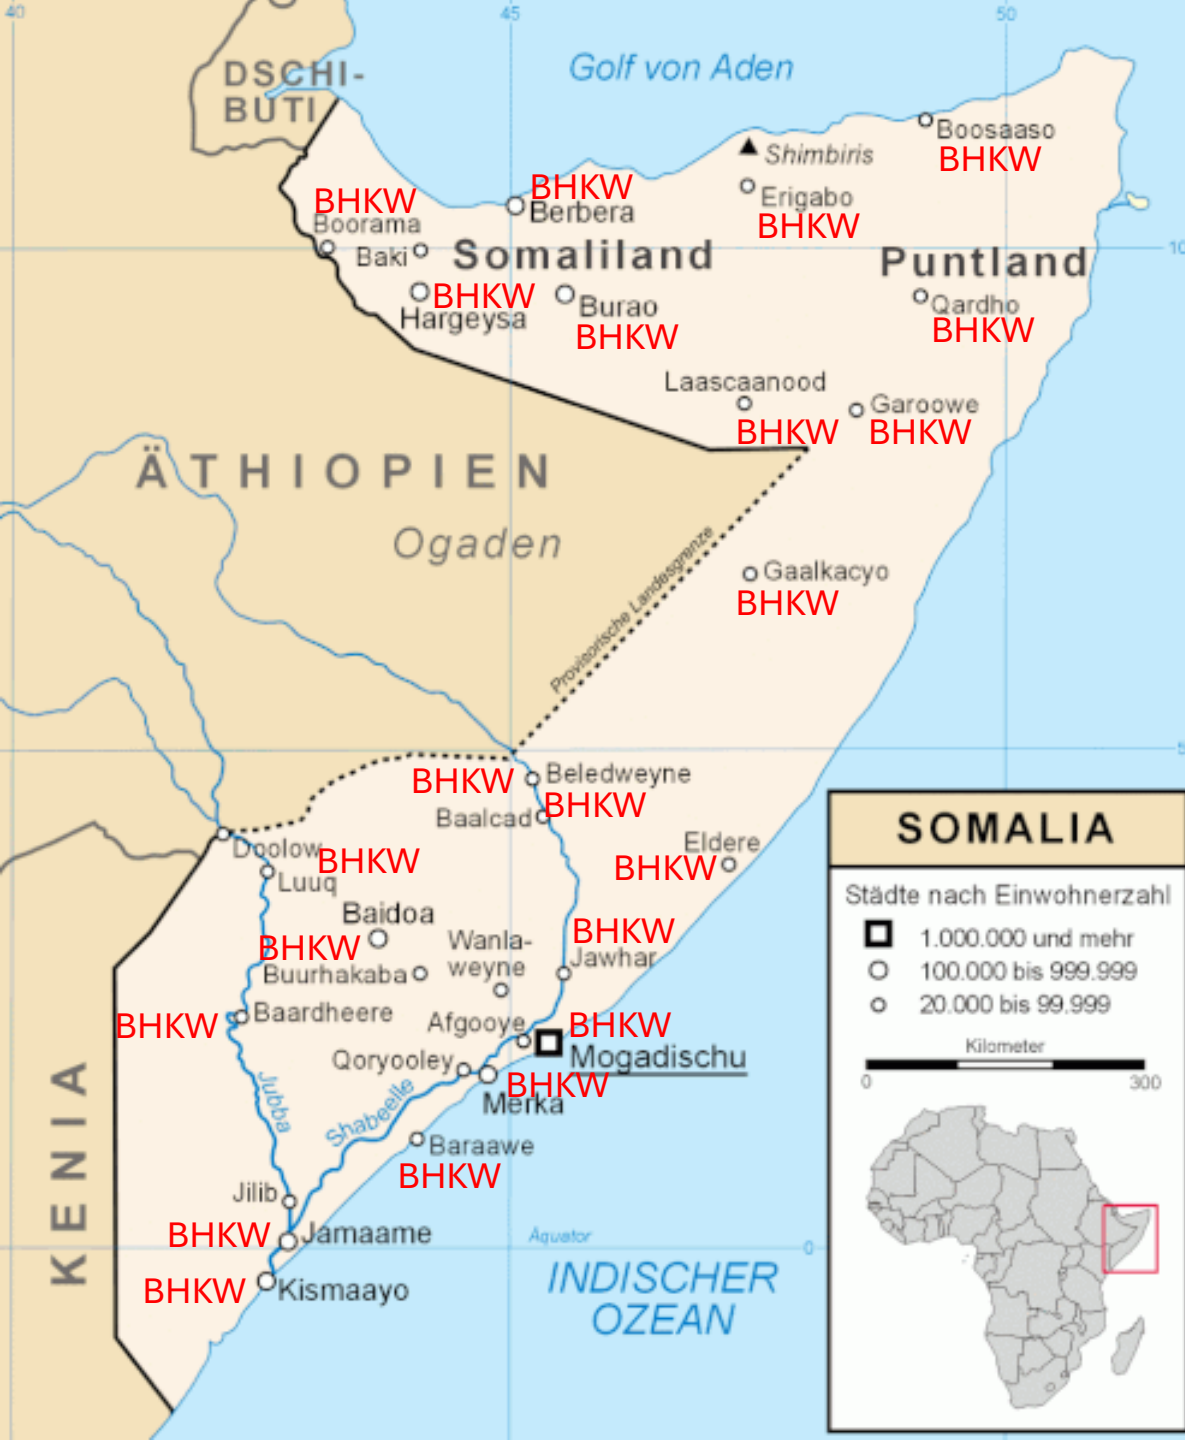 40
45
50
Golf von Aden
DSCHI-
BUTI
Boosaaso
BHKW
Shimbiris
BHKW
Berbera
Erigabo
BHKW
BHKW
Boorama
Baki
Somaliland
Puntland
10
BHKW
Hargeysa
Burao
BHKW
Qardho
BHKW
Laascaanood
BHKW
Garoowe
BHKW
ÄTHIOPIEN
Ogaden
Provisorische Landesgrenze
Gaalkacyo
BHKW
5
BHKW
Beledweyne
BHKW
Baalcad
Eldere
BHKW
Doolow
BHKW
Luuq
Baidoa
BHKW
Buurhakaba
Wanla-
weyne
BHKW
Jawhar
BHKW
Baardheere
Afgooye
BHKW
Mogadischu
Qoryooley
BHKW
Merka
KENIA
Jubba
Shabeelle
Baraawe
BHKW
Jilib
BHKW
Jamaame
BHKW
Kismaayo
Äquator
0
INDISCHER
OZEAN
SOMALIA
Städte nach Einwohnerzahl
1.000.000 und mehr
100.000 bis 999.999
20.000 bis 99.999
Kilometer
0
300